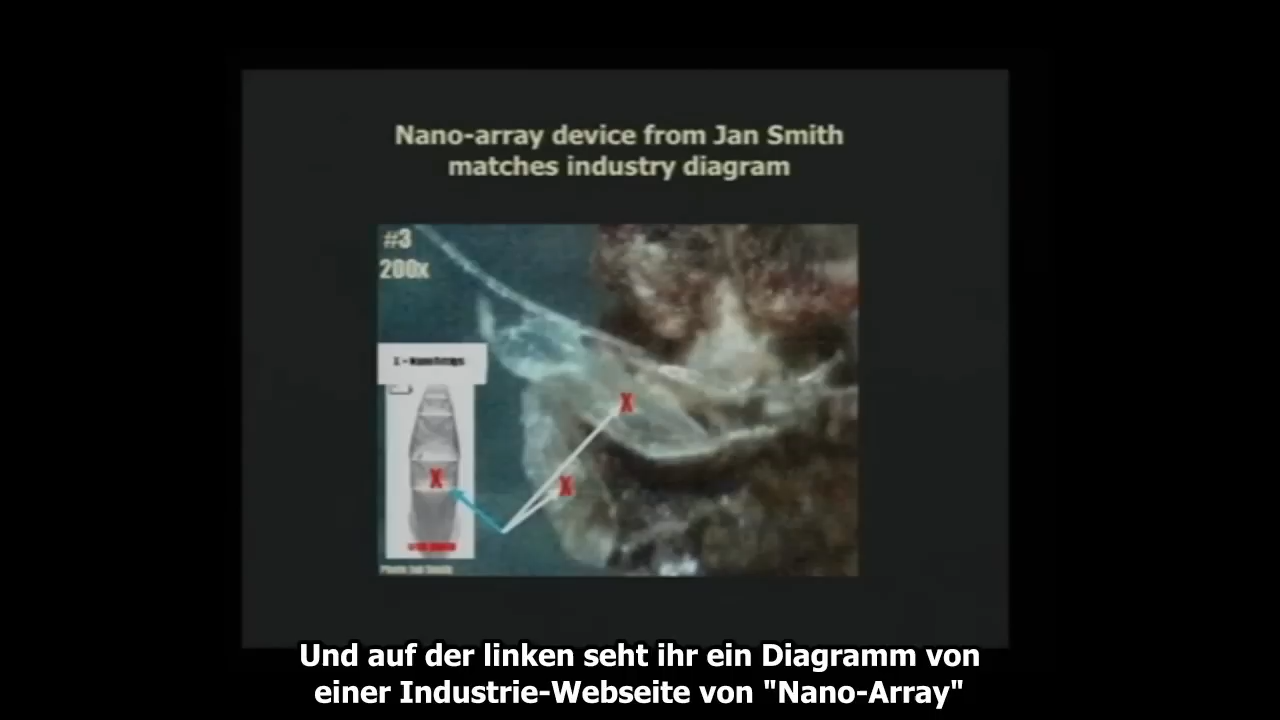 Nano-array device from Jan Smith
matches industry diagram
#3
200x
X
X
X
Und auf der linken seht ihr ein Diagramm von
einer Industrie-Webseite von "Nano-Array"